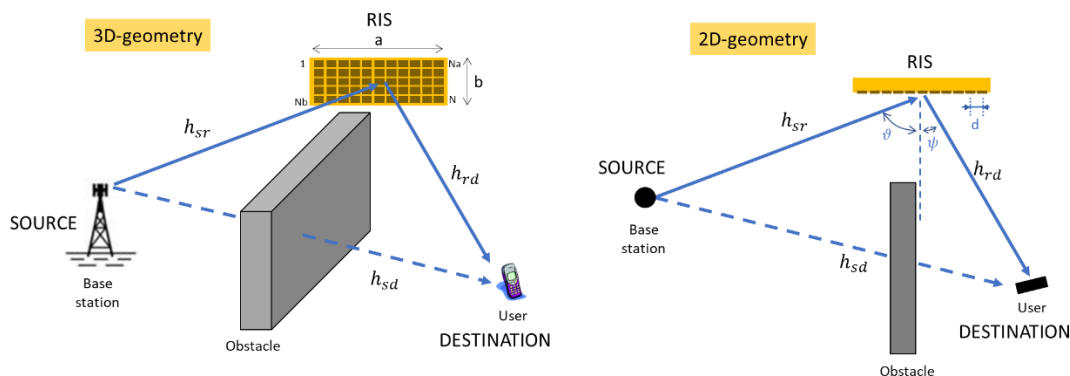 3D-geometry
RIS
a
1
Na
b
Nb
N
h_sr
h_rd
SOURCE
Base
station
h_sd
User
DESTINATION
Obstacle
2D-geometry
RIS
d
h_sr
ϑ
ψ
h_rd
SOURCE
Base
station
h_sd
User
DESTINATION
Obstacle